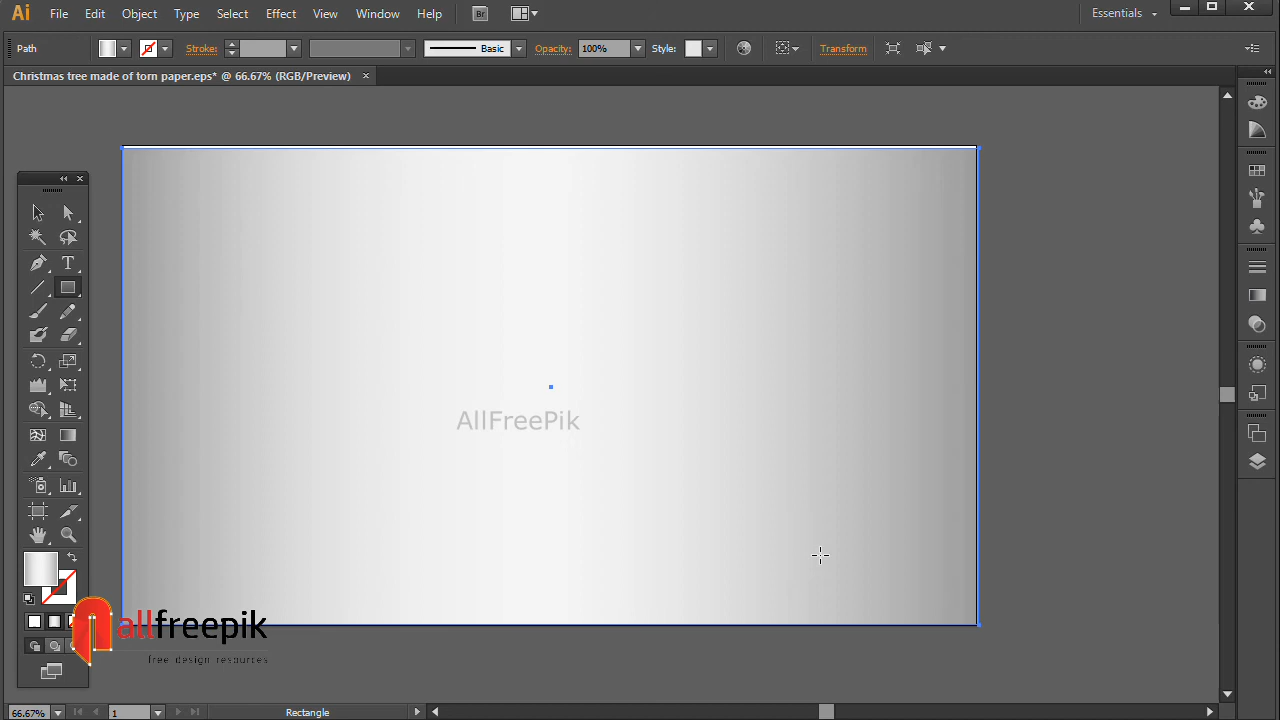 Ai File Edit Object Type Select Effect View Window Help Br Essentials
Path Stroke: Basic Opacity: 100% Style: Transform
Christmas tree made of torn paper.eps* @ 66.67% (RGB/Preview)
AllFreePik
allfreepik
free design resources
66.67% 1 Rectangle